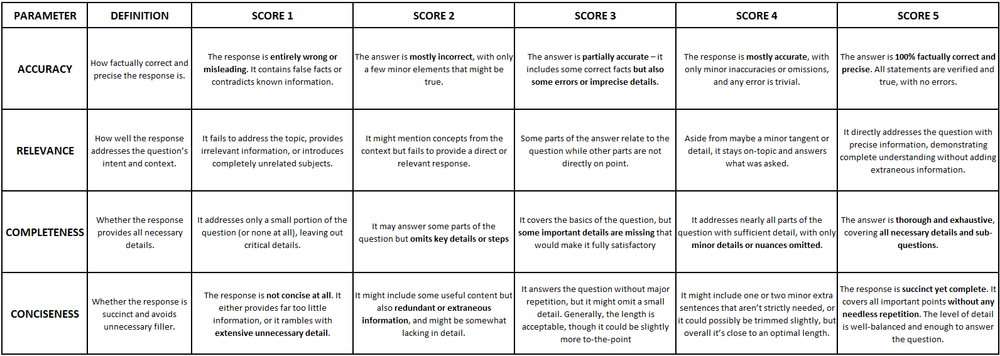 PARAMETER
DEFINITION
SCORE 1
SCORE 2
SCORE 3
SCORE 4
SCORE 5
ACCURACY
How factually correct and
precise the response is.
The response is entirely wrong or
misleading. It contains false facts or
contradicts known information.
The answer is mostly incorrect, with only
a few minor elements that might be
true.
The answer is partially accurate – it
includes some correct facts but also
some errors or imprecise details.
The response is mostly accurate, with
only minor inaccuracies or omissions,
and any error is trivial.
The answer is 100% factually correct and
precise. All statements are verified and
true, with no errors.
RELEVANCE
How well the response
addresses the question's
intent and context.
It fails to address the topic, provides
irrelevant information, or introduces
completely unrelated subjects.
It might mention concepts from the
context but fails to provide a direct or
relevant response.
Some parts of the answer relate to the
question while other parts are not
directly on point.
Aside from maybe a minor tangent or
detail, it stays on-topic and answers
what was asked.
It directly addresses the question with
precise information, demonstrating
complete understanding without adding
extraneous information.
COMPLETENESS
Whether the response
provides all necessary
details.
It addresses only a small portion of the
question (or none at all), leaving out
critical details.
It may answer some parts of the
question but omits key details or steps
It covers the basics of the question, but
some important details are missing that
would make it fully satisfactory
It addresses nearly all parts of the
question with sufficient detail, with only
minor details or nuances omitted.
The answer is thorough and exhaustive,
covering all necessary details and sub-
questions.
CONCISENESS
Whether the response is
succinct and avoids
unnecessary filler.
The response is not concise at all. It
either provides far too little
information, or it rambles with
extensive unnecessary detail.
It might include some useful content but
also redundant or extraneous
information, and might be somewhat
lacking in detail.
It answers the question without major
repetition, but it might omit a small
detail. Generally, the length is
acceptable, though it could be slightly
more to-the-point
It might include one or two minor extra
sentences that aren't strictly needed, or
it could possibly be trimmed slightly, but
overall it's close to an optimal length.
The response is succinct yet complete. It
covers all important points without any
needless repetition. The level of detail
is well-balanced and enough to answer
the question.